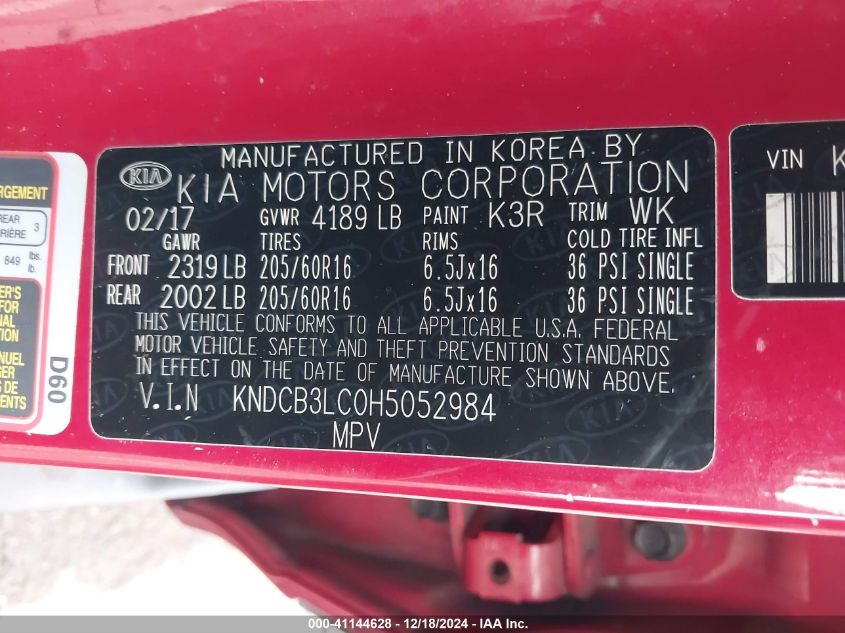 MANUFACTURED IN KOREA BY
KIA KIA MOTORS CORPORATION
02/17 GVWR 4189 LB PAINT K3R TRIM WK
GAWR TIRES RIMS COLD TIRE INFL
FRONT 2319 LB 205/60R16 6.5Jx16 36 PSI SINGLE
REAR 2002 LB 205/60R16 6.5Jx16 36 PSI SINGLE
THIS VEHICLE CONFORMS TO ALL APPLICABLE U.S.A. FEDERAL
MOTOR VEHICLE SAFETY AND THEFT PREVENTION STANDARDS
IN EFFECT ON THE DATE OF MANUFACTURE SHOWN ABOVE.
V.I.N KNDCB3LC0H5052984
MPV
VIN K
REAR 3
849 lbs.
D60
000-41144628 - 12/18/2024 - IAA Inc.